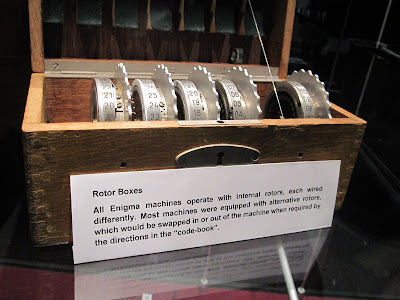 Rotor Boxes
All Enigma machines operate with internal rotors, each wired
differently. Most machines were equipped with alternative rotors,
which would be swapped in or out of the machine when required by
the directions in the "code-book".